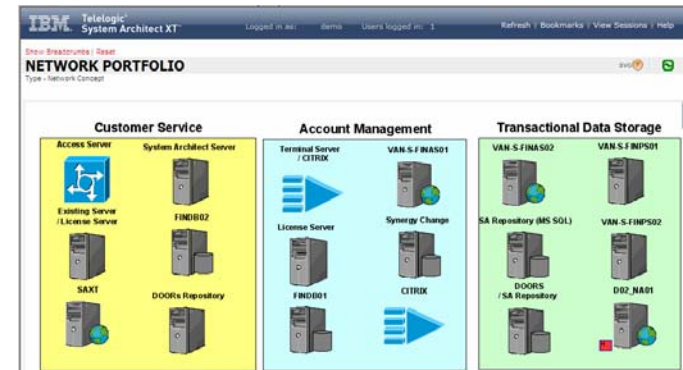 IBM Telelogic
System Architect XT
Logged in as: demo Users logged in: 1 Refresh | Bookmarks | View Sessions | Help
Show Breadcrumbs | Reset
NETWORK PORTFOLIO
Type - Network Concept
Customer Service
Access Server
System Architect Server
Existing Server
/License Server
FINDB02
SAXT
DOORs Repository
Account Management
Terminal Server
/ CITRIX
VAN-S-FINAS01
License Server
Synergy Change
FINDB01
CITRIX
Transactional Data Storage
VAN-S-FINAS02
VAN-S-FINPS01
SA Repository (MS SQL)
VAN-S-FINPS02
DOORS
/SA Repository
D02_NA01